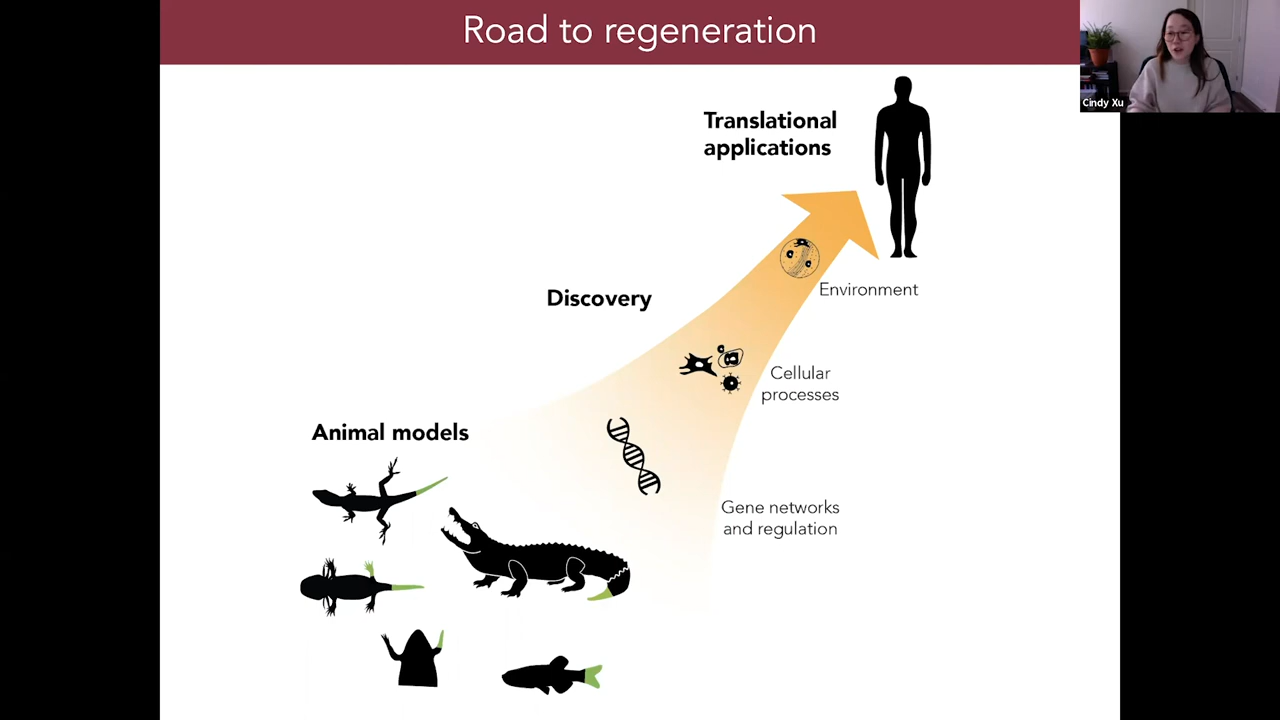 Road to regeneration
Cindy Xu
Translational
applications
Environment
Discovery
Cellular
processes
Animal models
Gene networks
and regulation